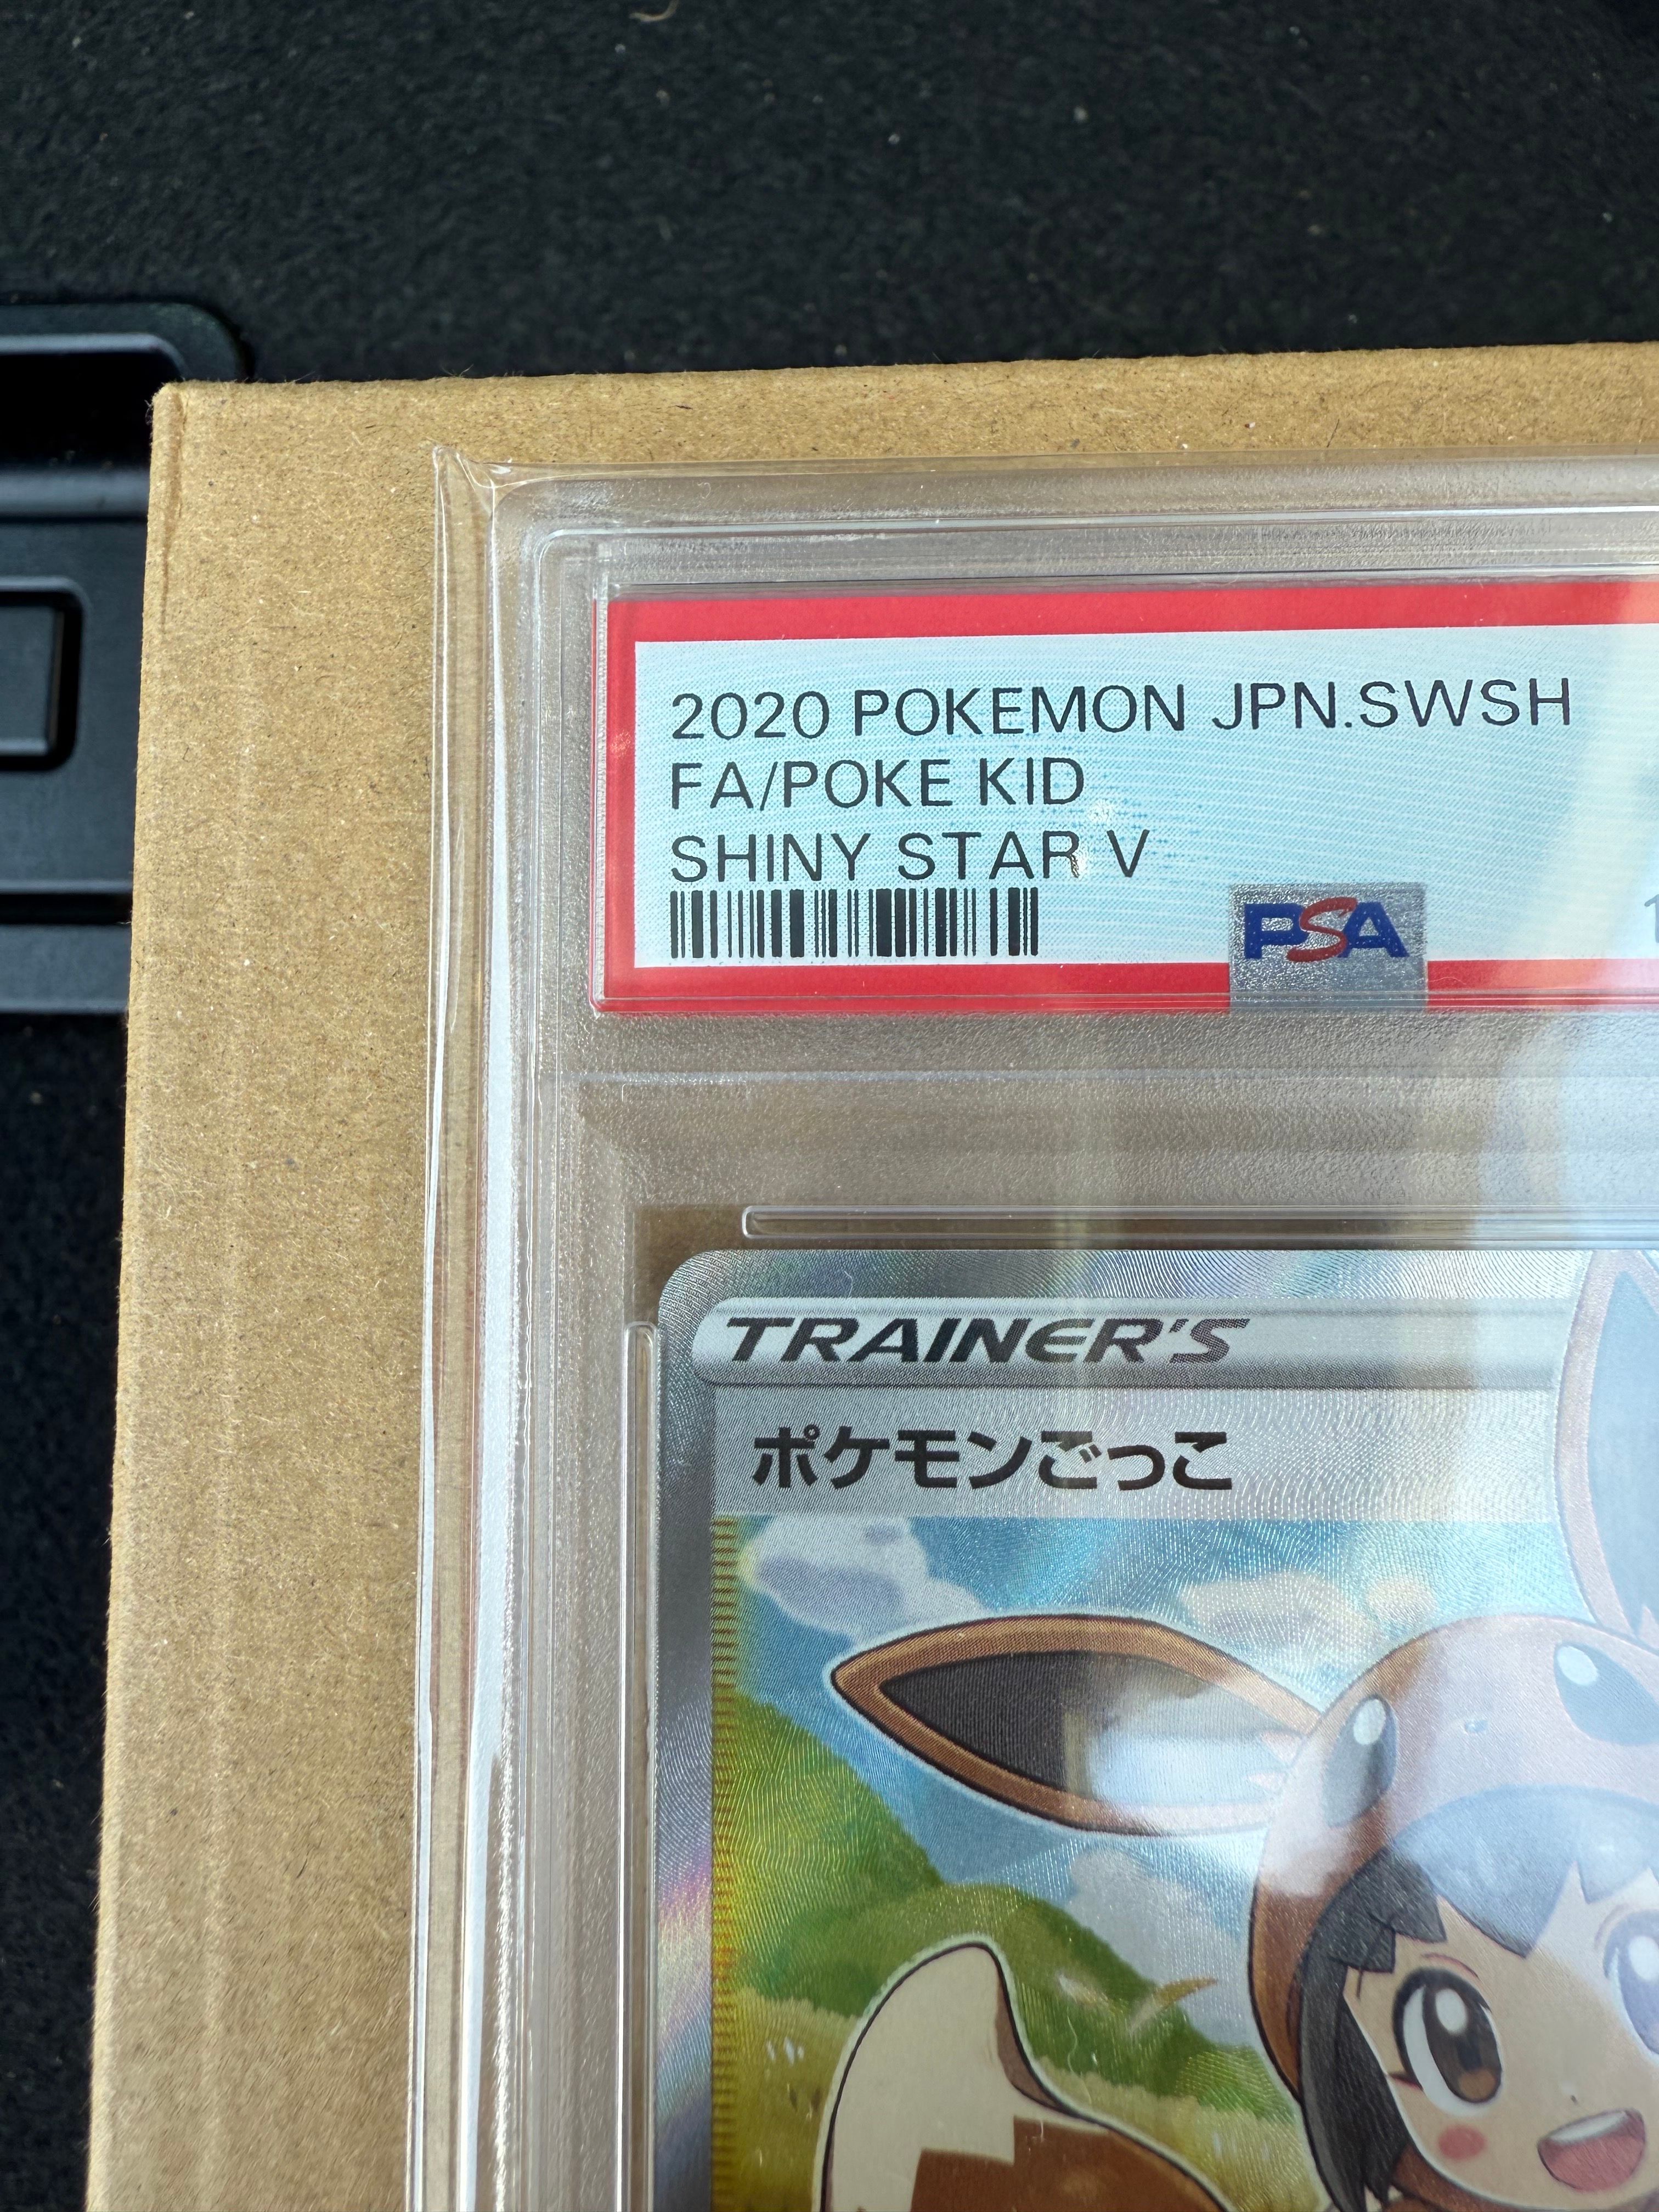 2020 POKEMON JPN.SWSH
FA/POKE KID
SHINY STAR V
PSA
TRAINER'S
ポケモンごっこ